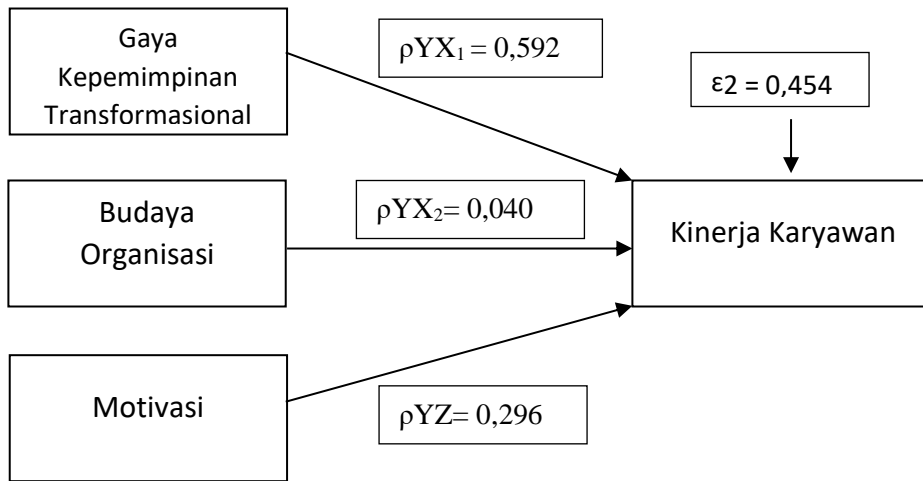 Gaya
Kepemimpinan
Transformasional
ρYX₁ = 0,592
ε2 = 0,454
Budaya
Organisasi
ρYX₂= 0,040
Kinerja Karyawan
Motivasi
ρYZ= 0,296